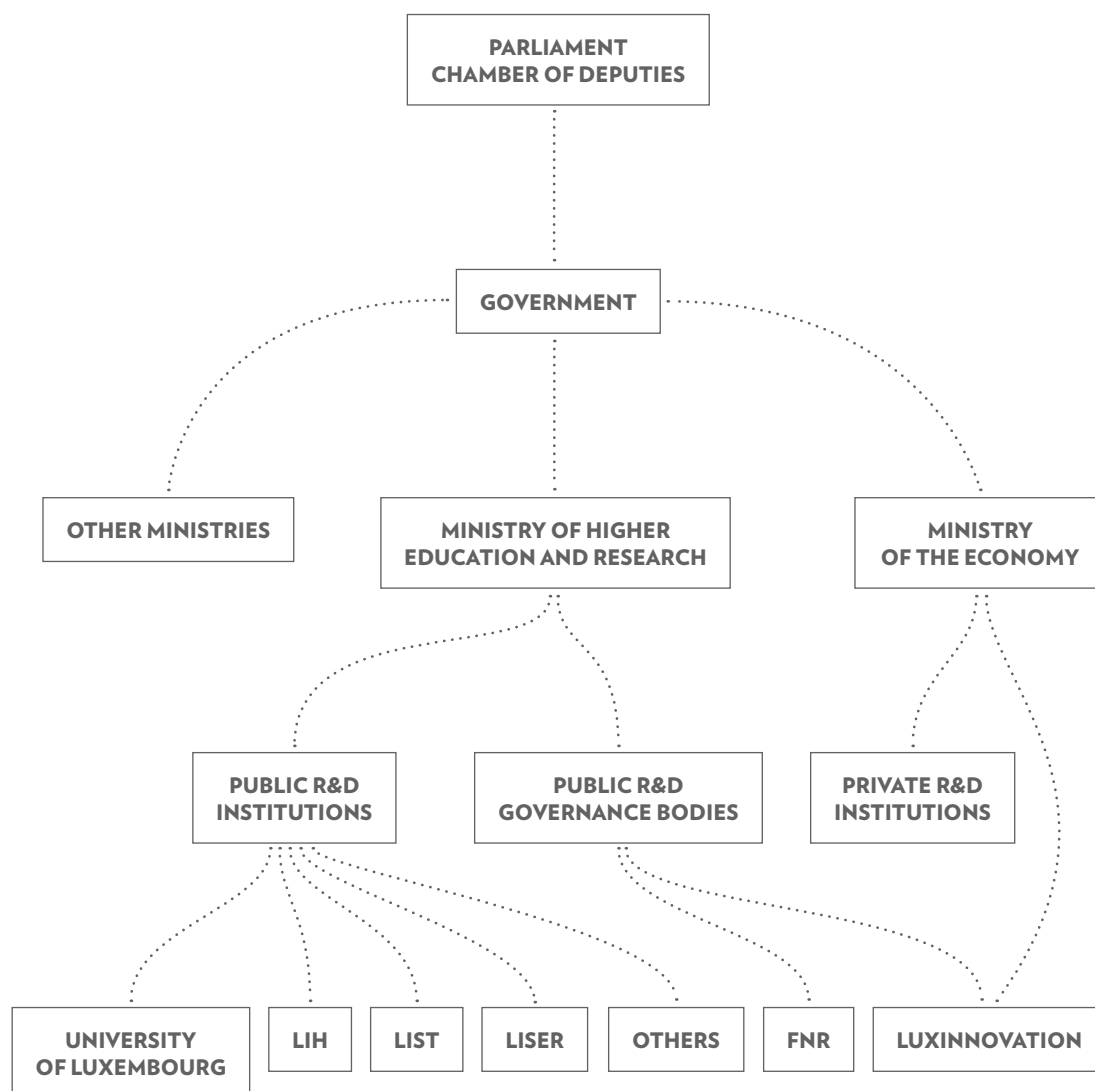 PARLIAMENT
CHAMBER OF DEPUTIES
GOVERNMENT
OTHER MINISTRIES
MINISTRY OF HIGHER
EDUCATION AND RESEARCH
MINISTRY
OF THE ECONOMY
PUBLIC R&D
INSTITUTIONS
PUBLIC R&D
GOVERNANCE BODIES
PRIVATE R&D
INSTITUTIONS
UNIVERSITY
OF LUXEMBOURG
LIH
LIST
LISER
OTHERS
FNR
LUXINNOVATION